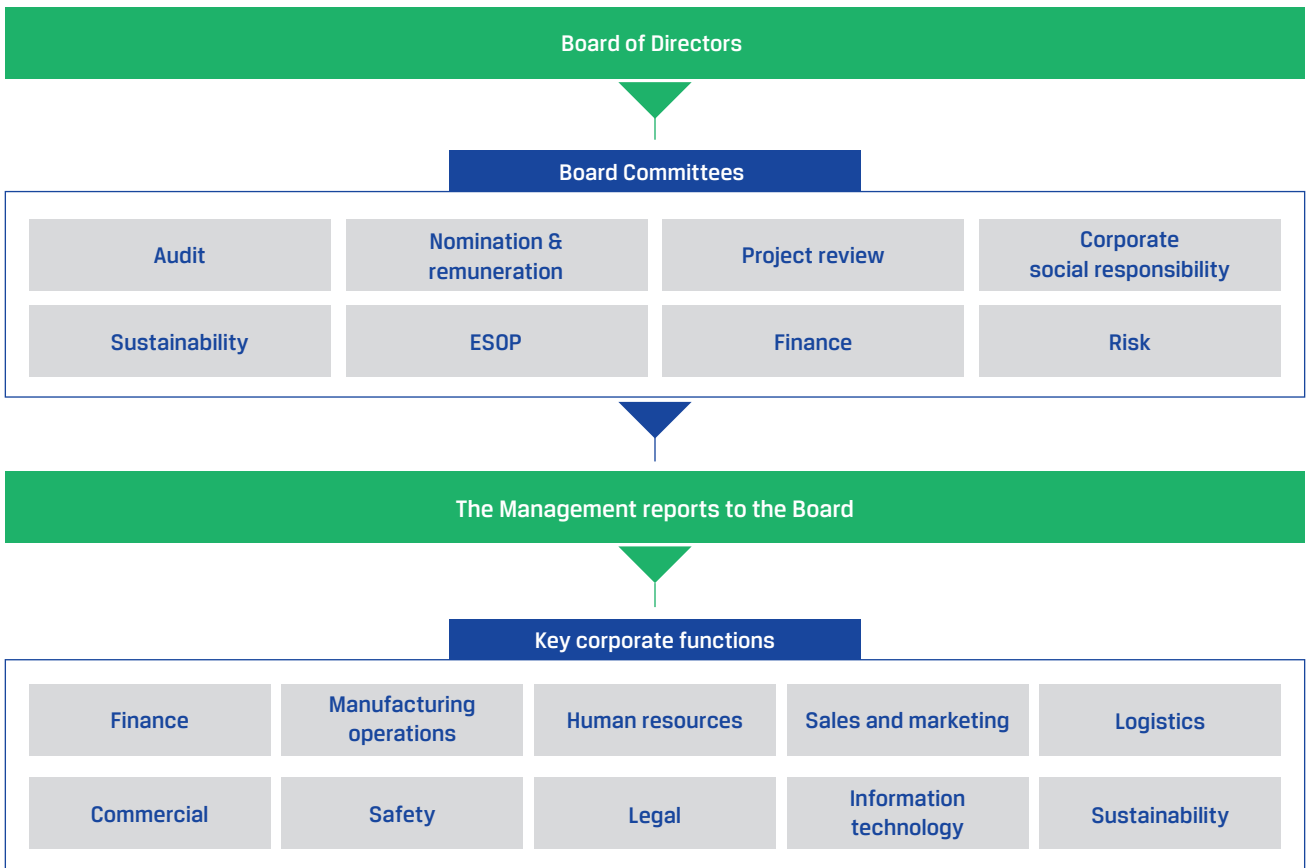 Board of Directors
Board Committees
Audit
Nomination &
remuneration
Project review
Corporate
social responsibility
Sustainability
ESOP
Finance
Risk
The Management reports to the Board
Key corporate functions
Finance
Manufacturing
operations
Human resources
Sales and marketing
Logistics
Commercial
Safety
Legal
Information
technology
Sustainability